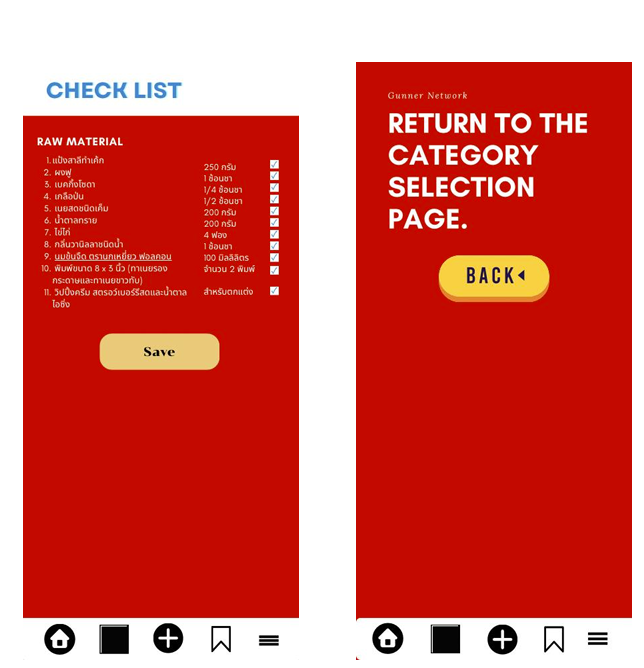 CHECK LIST
RAW MATERIAL
1. แป้งสาลีทำเค้ก
2. ผงฟู
3. เบคกิ้งโซดา
4. เกลือป่น
5. เนยสดชนิดเค็ม
6. น้ำตาลทราย
7. ไข่ไก่
8. กลิ่นวานิลลาชนิดน้ำ
9. นมข้นจืด ตรานกเหยี่ยว ฟอลคอน
10. พิมพ์ขนาด 8 x 3 นิ้ว (ทาเนยรอง
กระดาษและทาเนยขาวทับ)
11. วิปปิ้งครีม สตรอว์เบอร์รีสดและน้ำตาล
ไอซิ่ง
250 กรัม
1 ช้อนชา
1/4 ช้อนชา
1/2 ช้อนชา
200 กรัม
200 กรัม
4 ฟอง
1 ช้อนชา
100 มิลลิลิตร
จำนวน 2 พิมพ์
สำหรับตกแต่ง
Save
Gunner Network
RETURN TO THE
CATEGORY
SELECTION
PAGE.
BACK